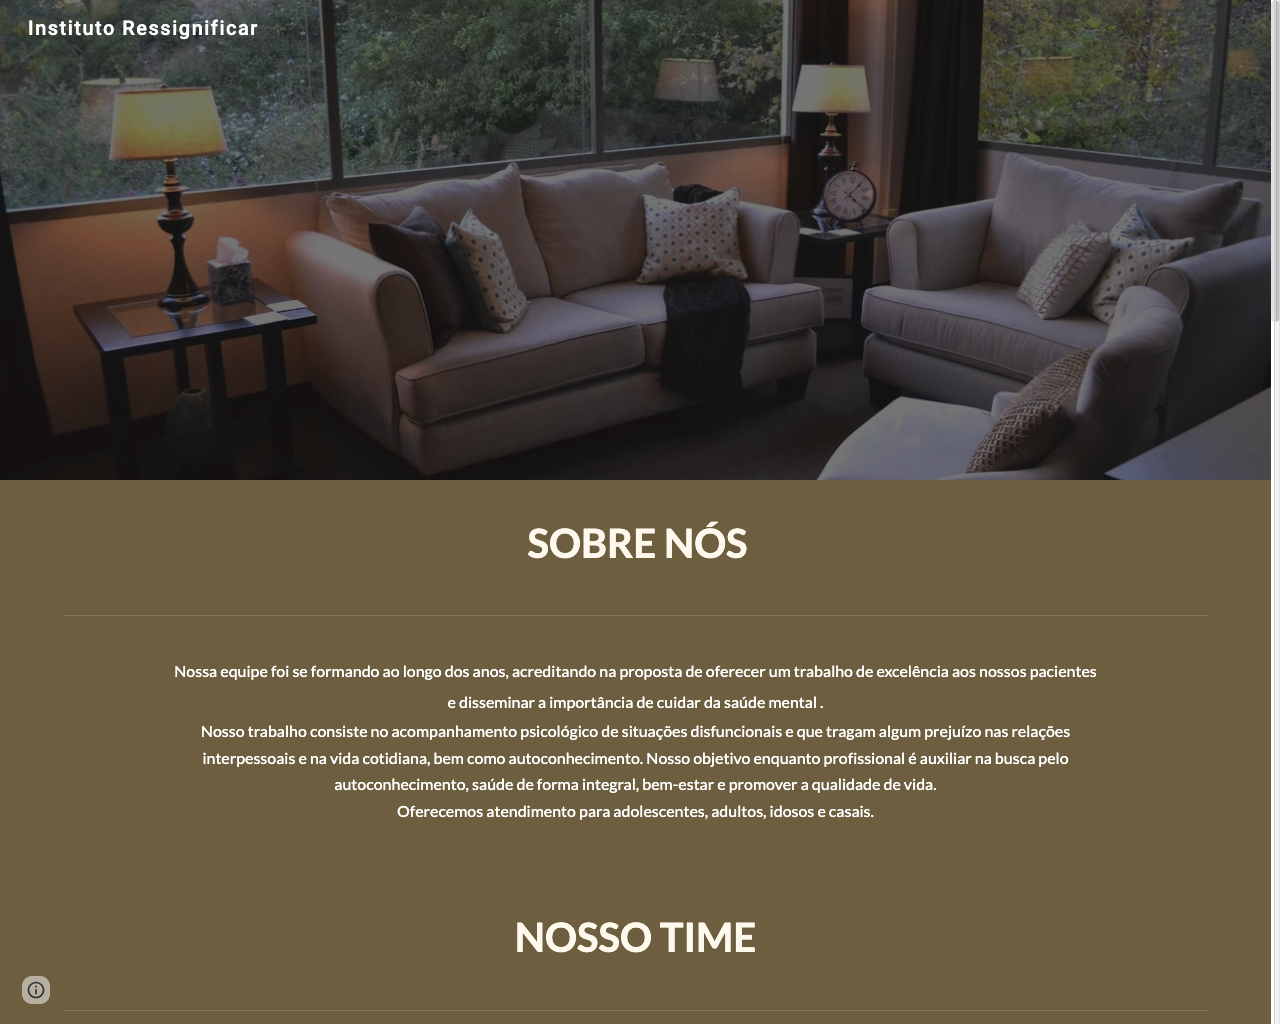 Instituto Ressignificar
SOBRE NÓS
Nossa equipe foi se formando ao longo dos anos, acreditando na proposta de oferecer um trabalho de excelência aos nossos pacientes
e disseminar a importância de cuidar da saúde mental .
Nosso trabalho consiste no acompanhamento psicológico de situações disfuncionais e que tragam algum prejuízo nas relações
interpessoais e na vida cotidiana, bem como autoconhecimento. Nosso objetivo enquanto profissional é auxiliar na busca pelo
autoconhecimento, saúde de forma integral, bem-estar e promover a qualidade de vida.
Oferecemos atendimento para adolescentes, adultos, idosos e casais.
NOSSO TIME